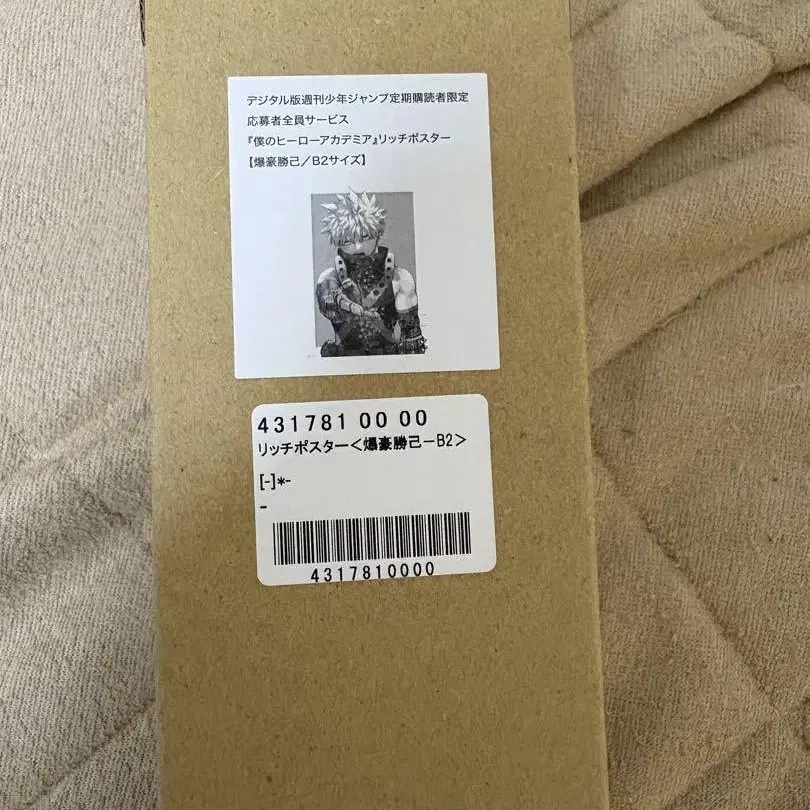 デジタル版週刊少年ジャンプ定期購読者限定
応募者全員サービス
『僕のヒーローアカデミア』リッチポスター
【爆豪勝己／B2サイズ】
431781 00 00
リッチポスター＜爆豪勝己－B2＞
[-]*-
-
4317810000